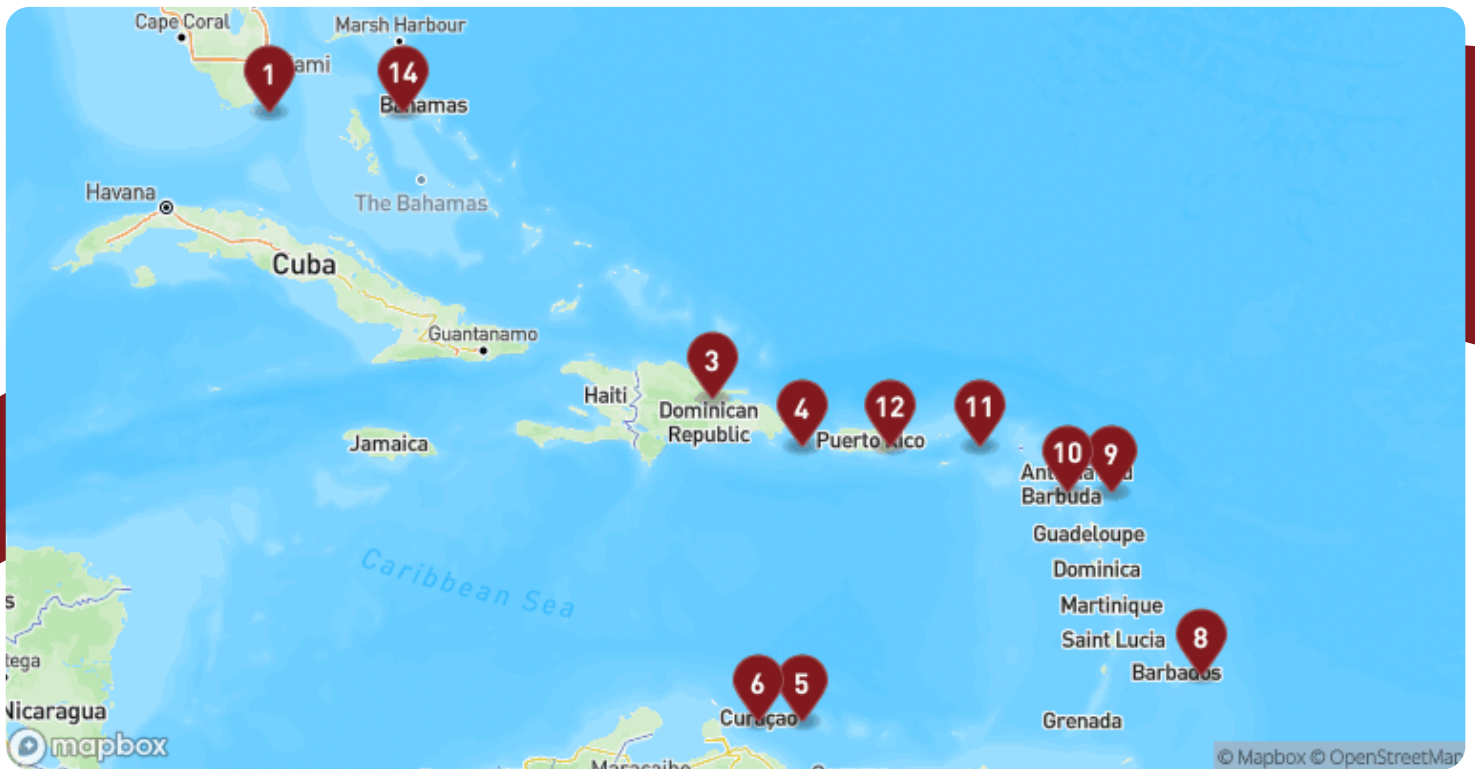 Cape Coral
Marsh Harbour
1
ami
14
Bahamas
Havana
The Bahamas
Cuba
Guantanamo
3
Haiti
Dominican
Republic
4
12
11
Puerto Rico
Jamaica
10
9
Barbuda
Guadeloupe
Caribbean Sea
Dominica
Martinique
s
Saint Lucia
8
tega
Barbados
6
5
Nicaragua
Curaçao
Grenada
mapbox
© Mapbox © OpenStreetMap